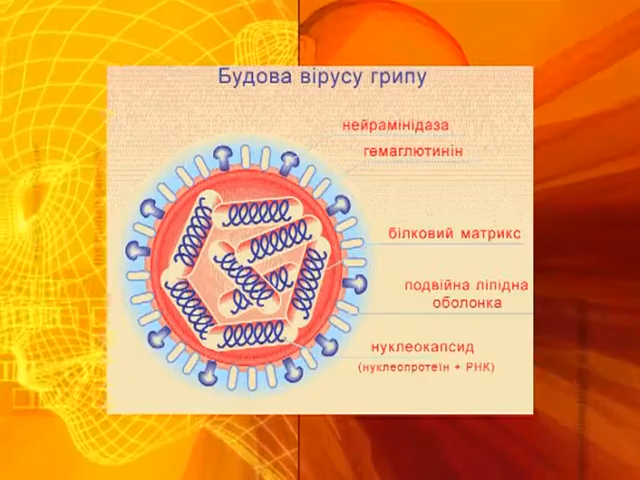 Будова вірусу грипу
нейрамінідаза
гемаглютинін
білковий матрикс
подвійна ліпідна
оболонка
нуклеокапсид
(нуклеопротеїн + РНК)